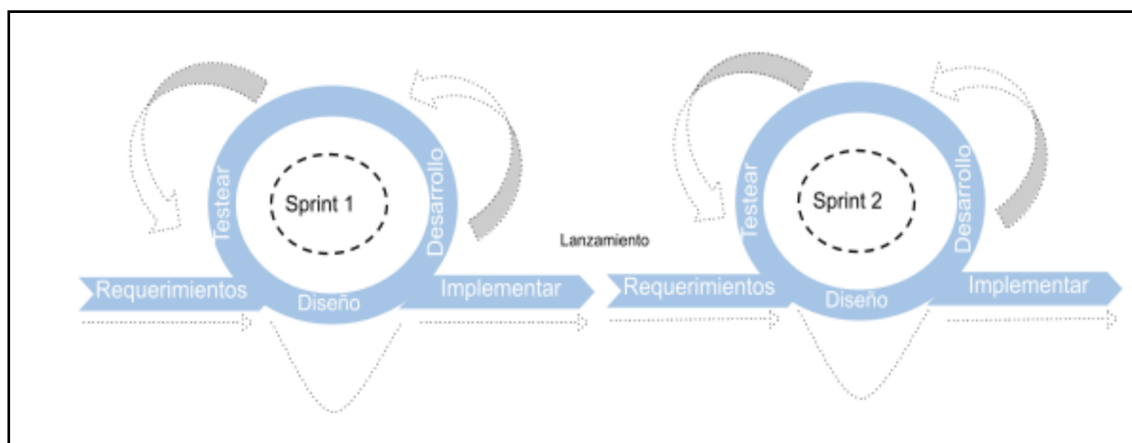 Testear
Sprint 1
Desarrollo
Requerimientos
Diseño
Implementar
Lanzamiento
Testear
Sprint 2
Desarrollo
Requerimientos
Diseño
Implementar